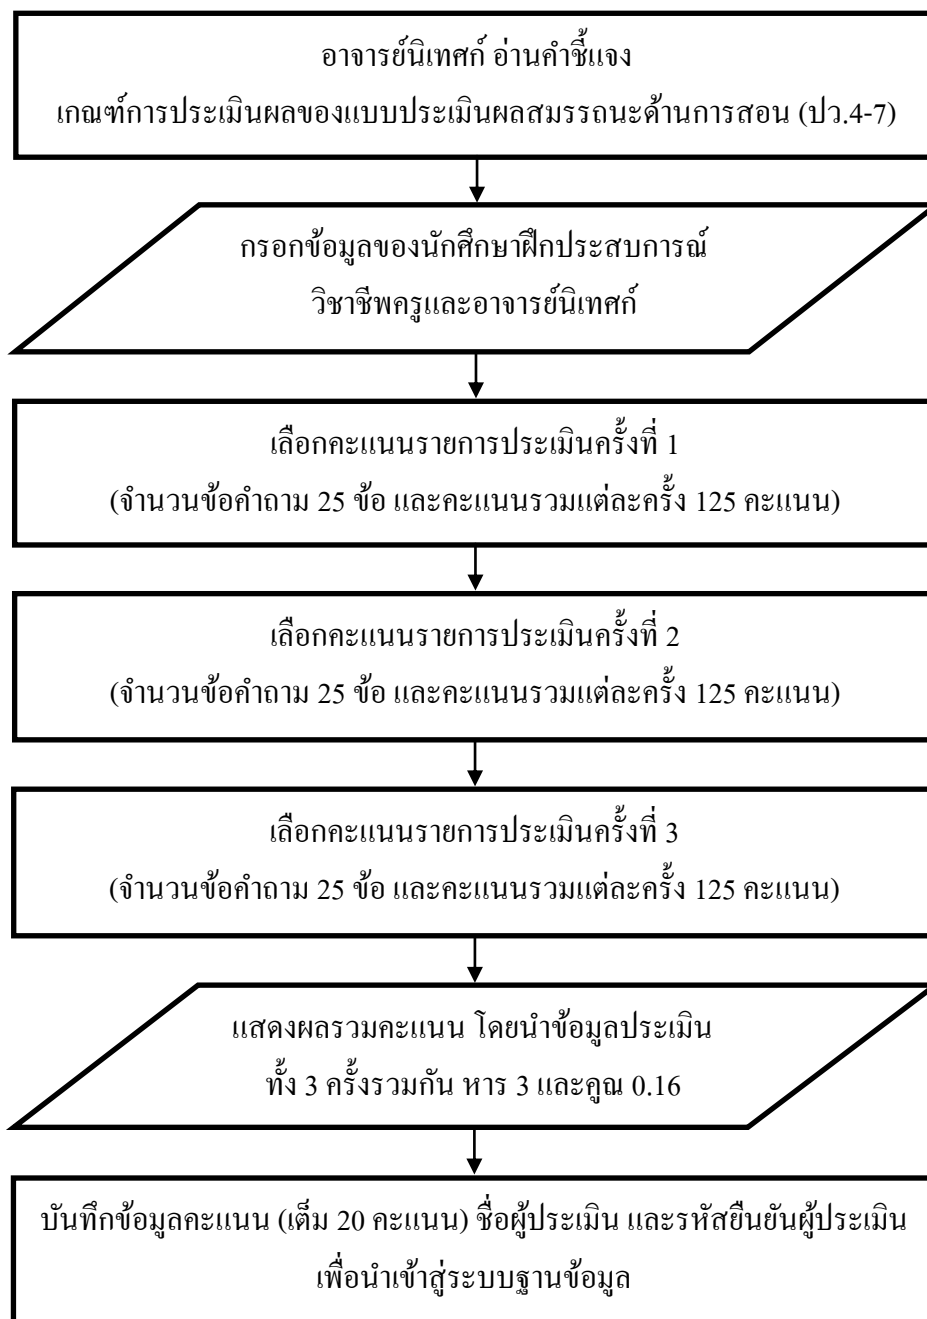 อาจารย์นิเทศก์ อ่านคำชี้แจง
เกณฑ์การประเมินผลของแบบประเมินผลสมรรถนะด้านการสอน (ปว.4-7)
กรอกข้อมูลของนักศึกษาฝึกประสบการณ์
วิชาชีพครูและอาจารย์นิเทศก์
เลือกคะแนนรายการประเมินครั้งที่ 1
(จำนวนข้อคำถาม 25 ข้อ และคะแนนรวมแต่ละครั้ง 125 คะแนน)
เลือกคะแนนรายการประเมินครั้งที่ 2
(จำนวนข้อคำถาม 25 ข้อ และคะแนนรวมแต่ละครั้ง 125 คะแนน)
เลือกคะแนนรายการประเมินครั้งที่ 3
(จำนวนข้อคำถาม 25 ข้อ และคะแนนรวมแต่ละครั้ง 125 คะแนน)
แสดงผลรวมคะแนน โดยนำข้อมูลประเมิน
ทั้ง 3 ครั้งรวมกัน หาร 3 และคูณ 0.16
บันทึกข้อมูลคะแนน (เต็ม 20 คะแนน) ชื่อผู้ประเมิน และรหัสยืนยันผู้ประเมิน
เพื่อนำเข้าสู่ระบบฐานข้อมูล